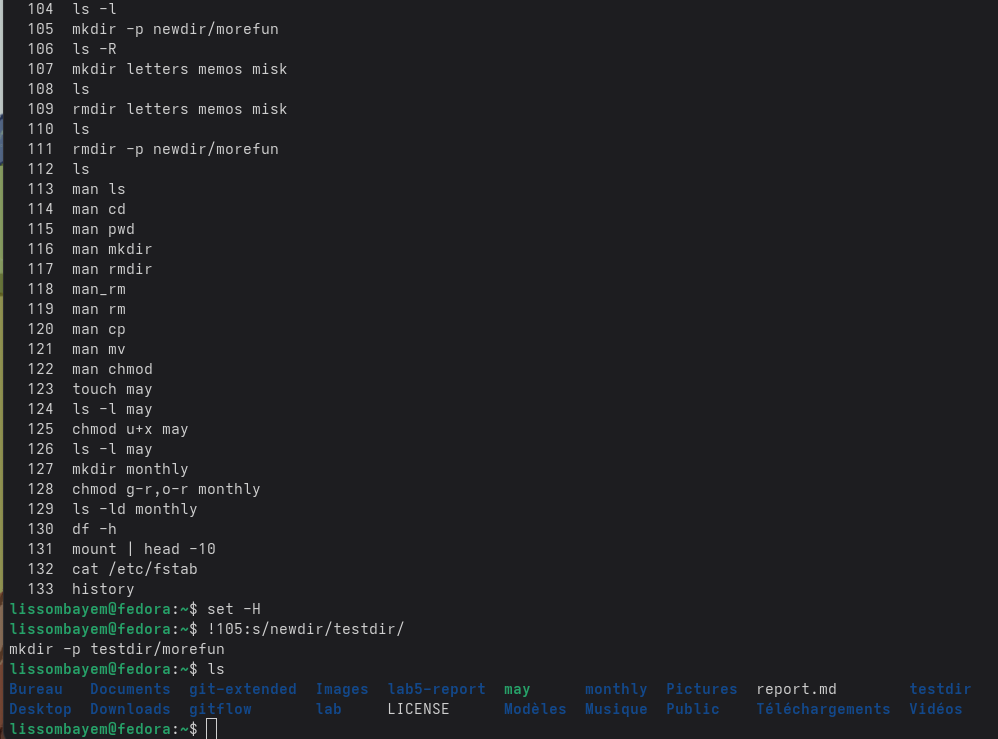 104 ls -l
105 mkdir -p newdir/morefun
106 ls -R
107 mkdir letters memos misk
108 ls
109 rmdir letters memos misk
110 ls
111 rmdir -p newdir/morefun
112 ls
113 man ls
114 man cd
115 man pwd
116 man mkdir
117 man rmdir
118 man_rm
119 man rm
120 man cp
121 man mv
122 man chmod
123 touch may
124 ls -l may
125 chmod u+x may
126 ls -l may
127 mkdir monthly
128 chmod g-r,o-r monthly
129 ls -ld monthly
130 df -h
131 mount | head -10
132 cat /etc/fstab
133 history
lissombayem@fedora:~$ set -H
lissombayem@fedora:~$ !105:s/newdir/testdir/
mkdir -p testdir/morefun
lissombayem@fedora:~$ ls
Bureau Documents git-extended Images lab5-report may monthly Pictures report.md testdir
Desktop Downloads gitflow lab LICENSE Modèles Musique Public Téléchargements Vidéos
lissombayem@fedora:~$